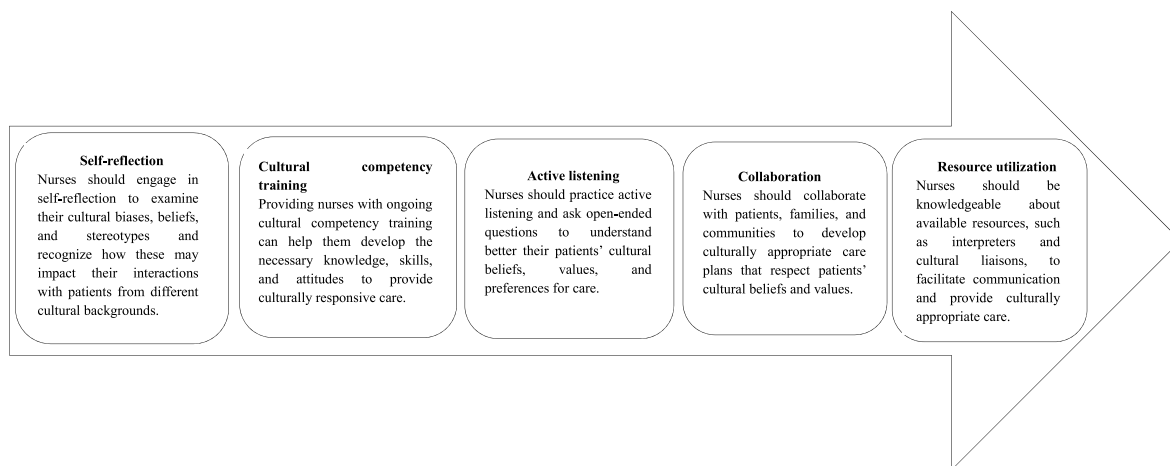 Self-reflection
Nurses should engage in
self-reflection to examine
their cultural biases, beliefs,
and stereotypes and
recognize how these may
impact their interactions
with patients from different
cultural backgrounds.
Cultural competency
training
Providing nurses with ongoing
cultural competency training
can help them develop the
necessary knowledge, skills,
and attitudes to provide
culturally responsive care.
Active listening
Nurses should practice active
listening and ask open-ended
questions to understand
better their patients’ cultural
beliefs, values, and
preferences for care.
Collaboration
Nurses should collaborate
with patients, families, and
communities to develop
culturally appropriate care
plans that respect patients’
cultural beliefs and values.
Resource utilization
Nurses should be
knowledgeable about
available resources, such
as interpreters and
cultural liaisons, to
facilitate communication
and provide culturally
appropriate care.